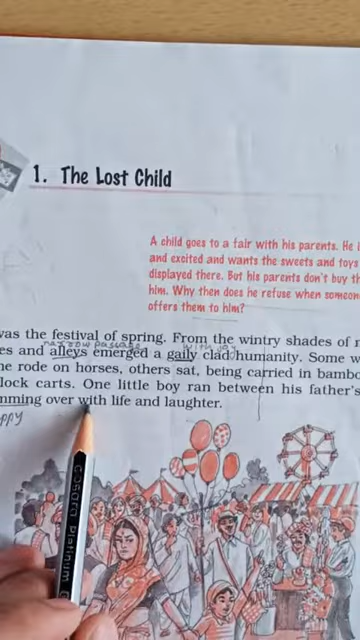 1. The Lost Child
A child goes to a fair with his parents. He i
and excited and wants the sweets and toys
displayed there. But his parents don't buy th
him. Why then does he refuse when someon
offers them to him?
was the festival of spring. From the wintry shades of n
narrow passage with joy
es and alleys emerged a gaily clad humanity. Some w
he rode on horses, others sat, being carried in bambo
lock carts. One little boy ran between his father's
mming over with life and laughter.
ppy